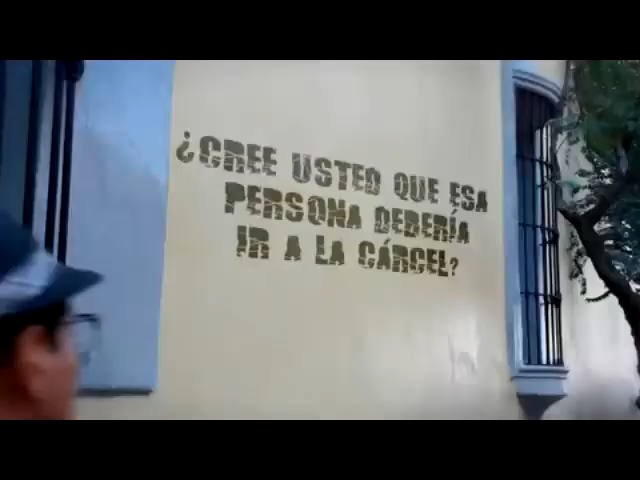 ¿CREE USTED QUE ESA
PERSONA DEBERÍA
IR A LA CÁRCEL?